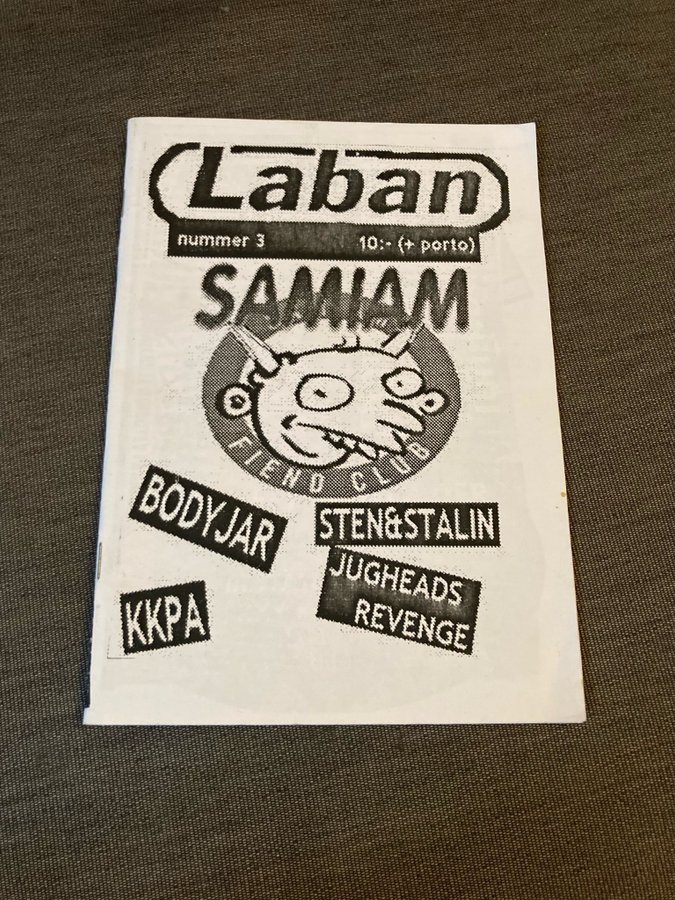 Laban
nummer 3 10:- (+ porto)
SAMIAM
FIEND CLUB
BODYJAR
STEN&STALIN
JUGHEADS
REVENGE
KKPA